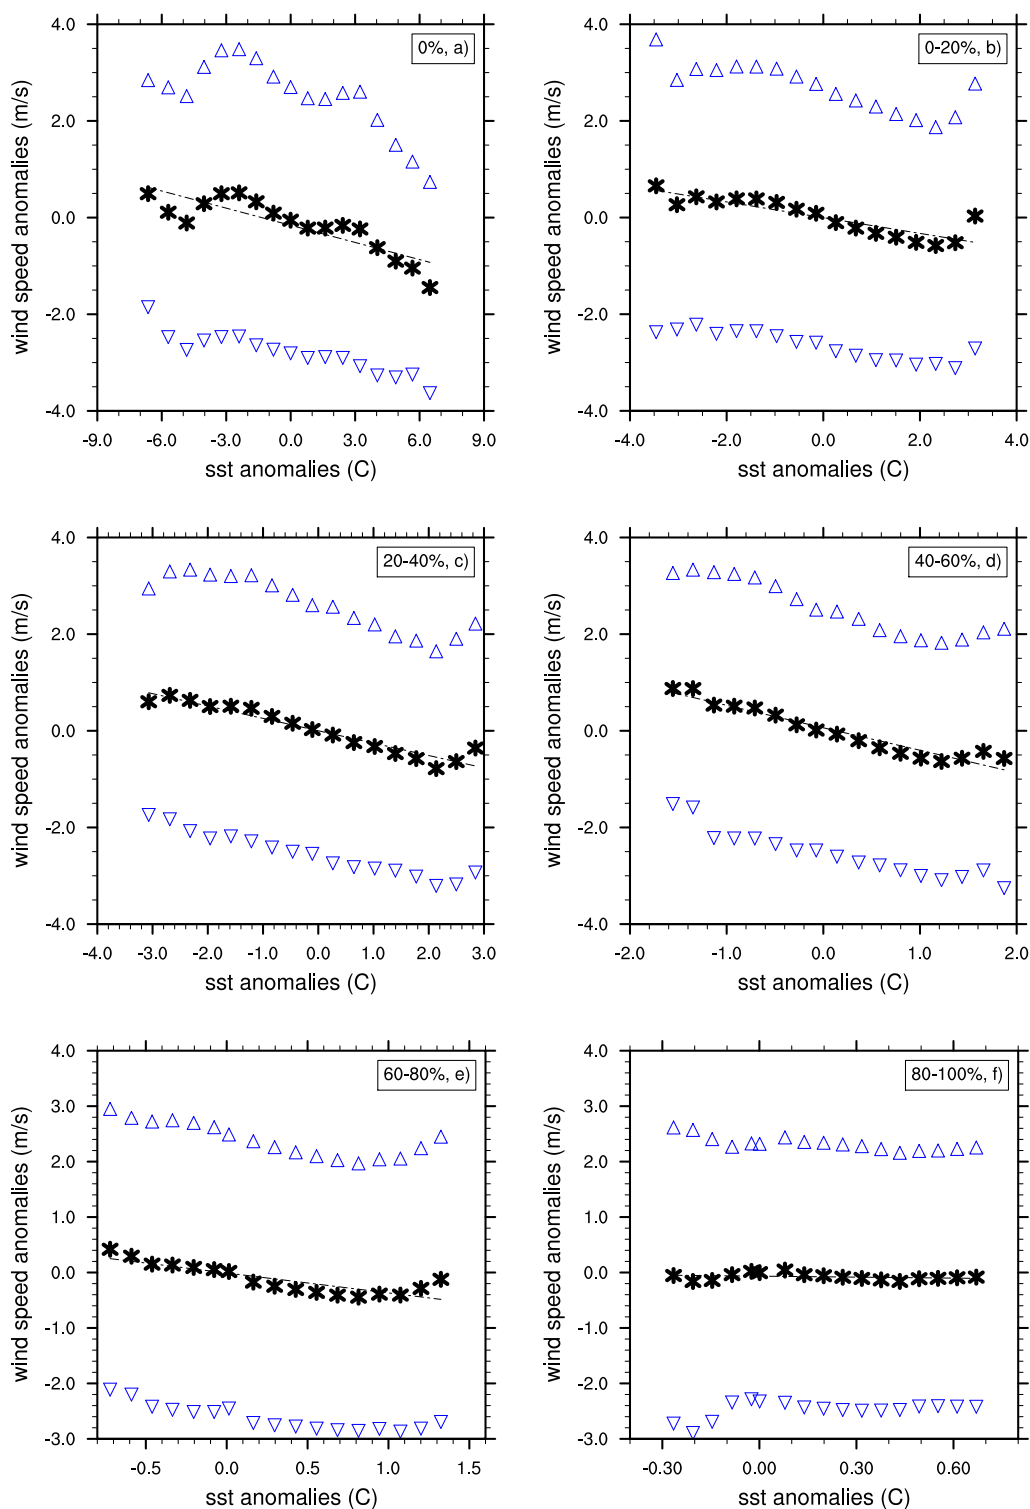 4.0
2.0
0.0
-2.0
-4.0
wind speed anomalies (m/s)
0%, a)
-9.0 -6.0 -3.0 0.0 3.0 6.0 9.0
sst anomalies (C)
4.0
2.0
0.0
-2.0
-4.0
wind speed anomalies (m/s)
0-20%, b)
-4.0 -2.0 0.0 2.0 4.0
sst anomalies (C)
4.0
2.0
0.0
-2.0
-4.0
wind speed anomalies (m/s)
20-40%, c)
-4.0 -3.0 -2.0 -1.0 0.0 1.0 2.0 3.0
sst anomalies (C)
4.0
2.0
0.0
-2.0
-4.0
wind speed anomalies (m/s)
40-60%, d)
-2.0 -1.0 0.0 1.0 2.0
sst anomalies (C)
4.0
3.0
2.0
1.0
0.0
-1.0
-2.0
-3.0
wind speed anomalies (m/s)
60-80%, e)
-0.5 0.0 0.5 1.0 1.5
sst anomalies (C)
4.0
3.0
2.0
1.0
0.0
-1.0
-2.0
-3.0
wind speed anomalies (m/s)
80-100%, f)
-0.30 0.00 0.30 0.60
sst anomalies (C)